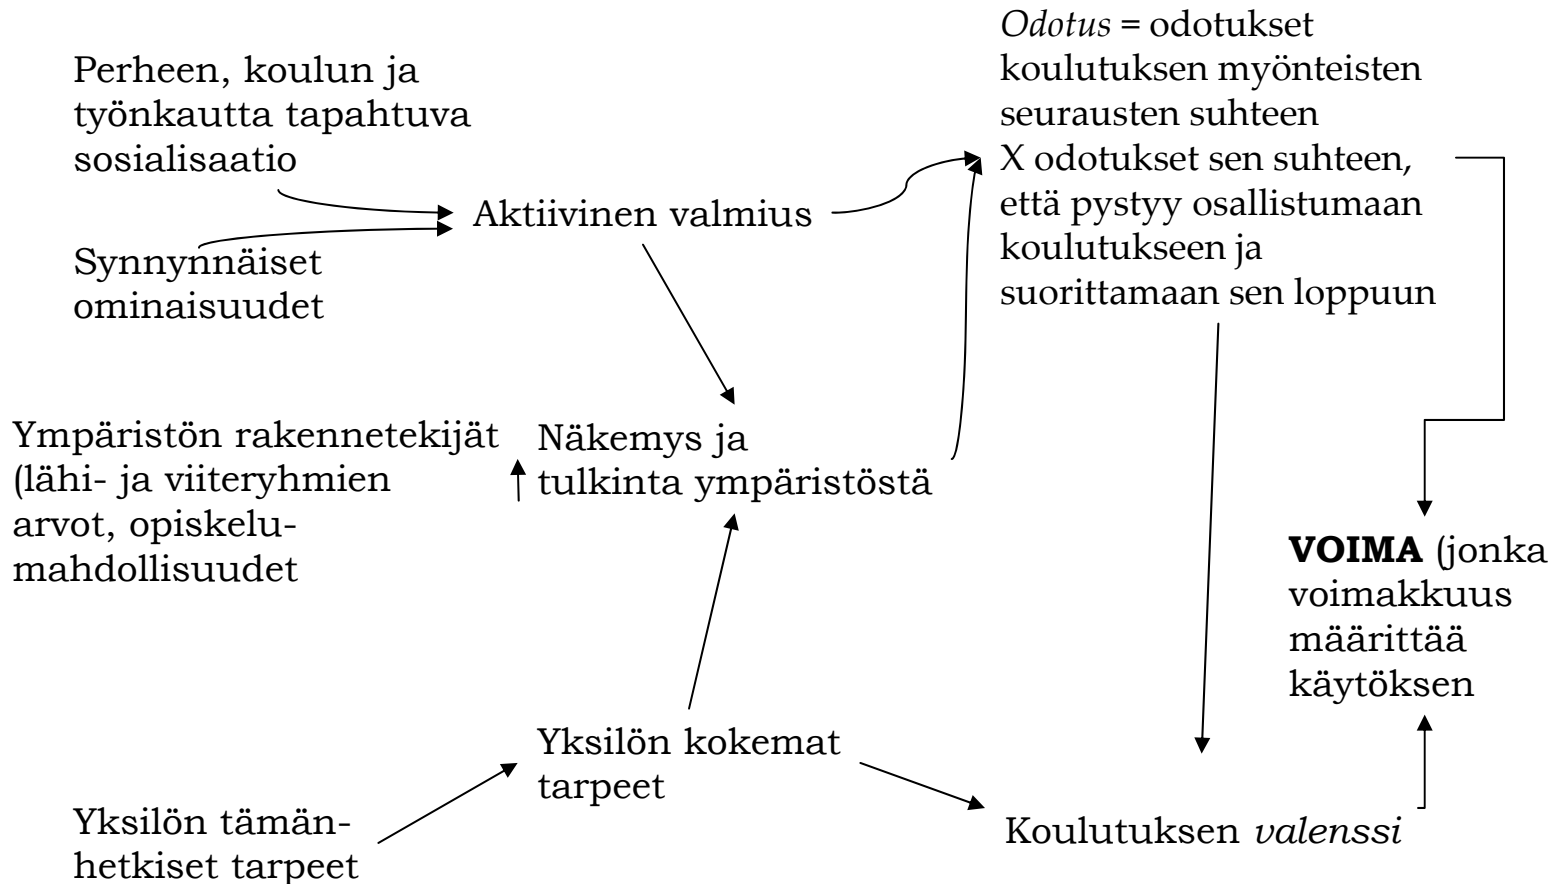 Perheen, koulun ja
työnkautta tapahtuva
sosialisaatio
Synnynnäiset
ominaisuudet
Aktiivinen valmius
Odotus = odotukset
koulutuksen myönteisten
seurausten suhteen
X odotukset sen suhteen,
että pystyy osallistumaan
koulutukseen ja
suorittamaan sen loppuun
Ympäristön rakennetekijät
(lähi- ja viiteryhmien
arvot, opiskelu-
mahdollisuudet
Näkemys ja
tulkinta ympäristöstä
VOIMA (jonka
voimakkuus
määrittää
käytöksen
Yksilön kokemat
tarpeet
Yksilön tämän-
hetkiset tarpeet
Koulutuksen valenssi